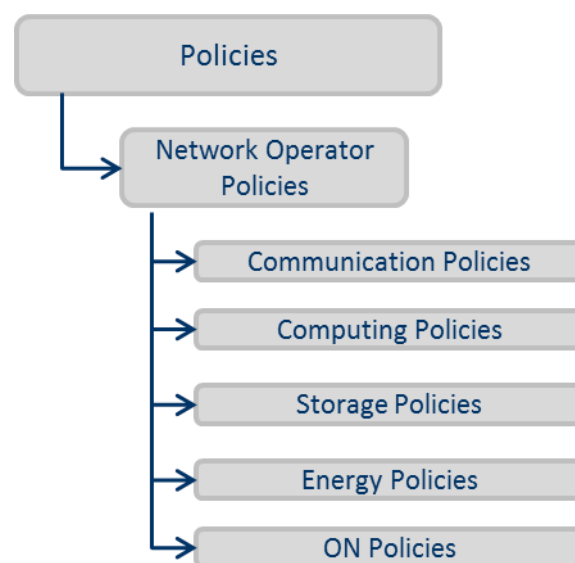 Policies
Network Operator
Policies
Communication Policies
Computing Policies
Storage Policies
Energy Policies
ON Policies